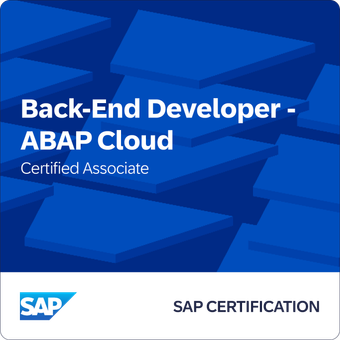 Back-End Developer -
ABAP Cloud
Certified Associate
SAP
SAP CERTIFICATION